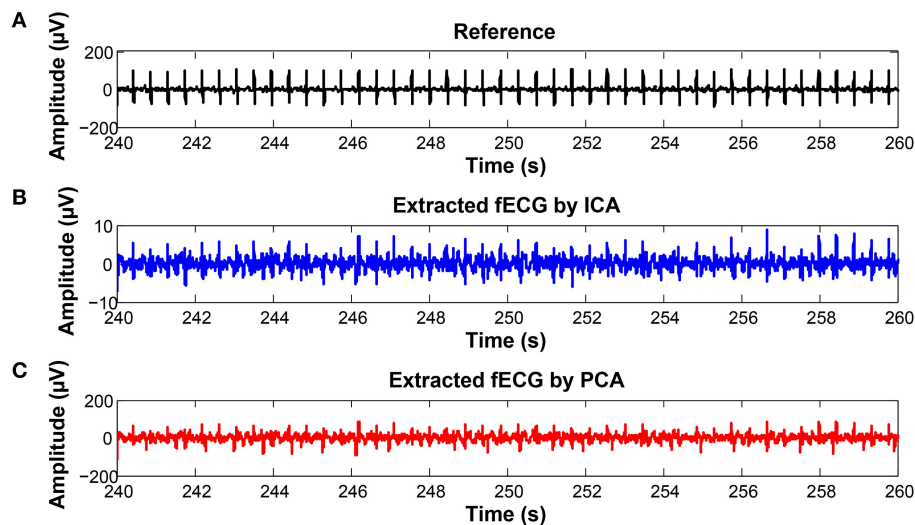 A
Reference
Amplitude (µV)
200
0
−200
240 242 244 246 248 250 252 254 256 258 260
Time (s)
B
Extracted fECG by ICA
Amplitude (µV)
10
0
−10
240 242 244 246 248 250 252 254 256 258 260
Time (s)
C
Extracted fECG by PCA
Amplitude (µV)
200
0
−200
240 242 244 246 248 250 252 254 256 258 260
Time (s)